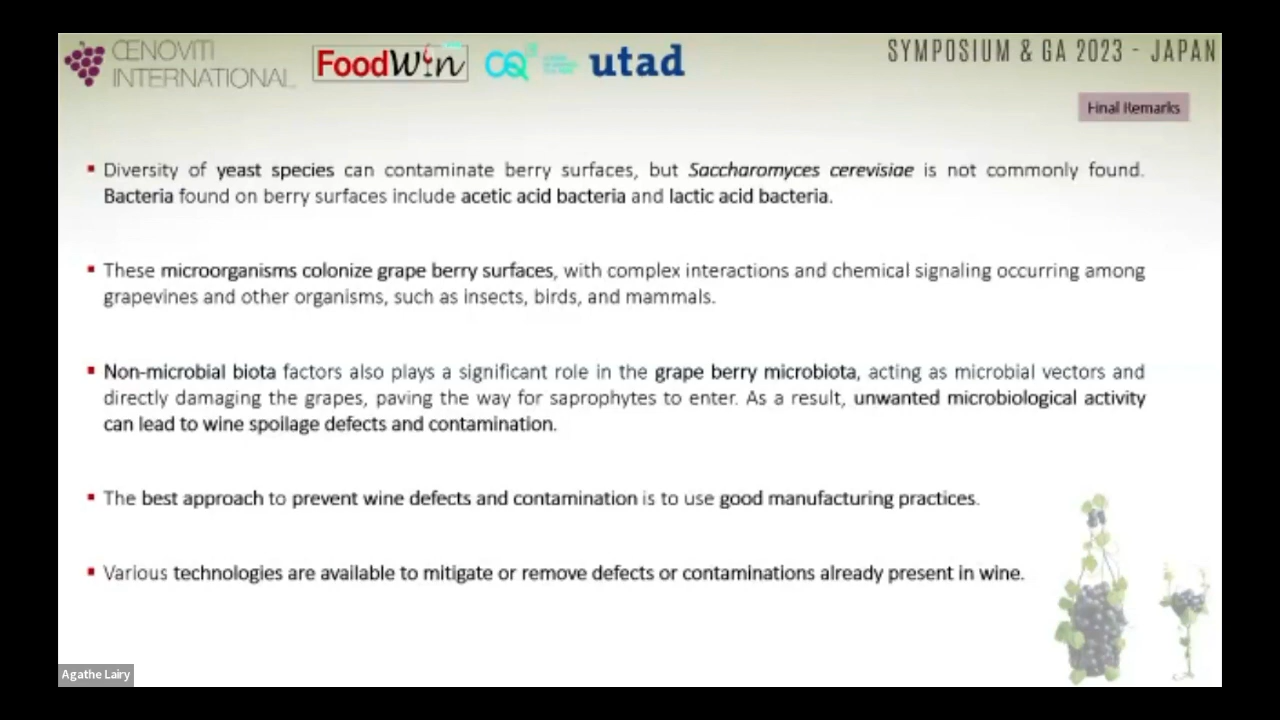 ŒNOVITI
INTERNATIONAL
FoodWin
CQ
utad
SYMPOSIUM & GA 2023 - JAPAN
Final Remarks
▪ Diversity of yeast species can contaminate berry surfaces, but Saccharomyces cerevisiae is not commonly found.
Bacteria found on berry surfaces include acetic acid bacteria and lactic acid bacteria.
▪ These microorganisms colonize grape berry surfaces, with complex interactions and chemical signaling occurring among
grapevines and other organisms, such as insects, birds, and mammals.
▪ Non-microbial biota factors also plays a significant role in the grape berry microbiota, acting as microbial vectors and
directly damaging the grapes, paving the way for saprophytes to enter. As a result, unwanted microbiological activity
can lead to wine spoilage defects and contamination.
▪ The best approach to prevent wine defects and contamination is to use good manufacturing practices.
▪ Various technologies are available to mitigate or remove defects or contaminations already present in wine.
Agathe Lairy